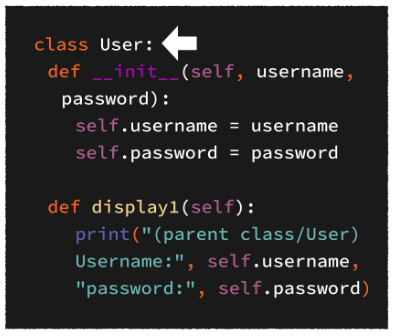 class User:
def __init__(self, username,
password):
self.username = username
self.password = password
def display1(self):
print("(parent class/User)
Username:", self.username,
"password:", self.password)